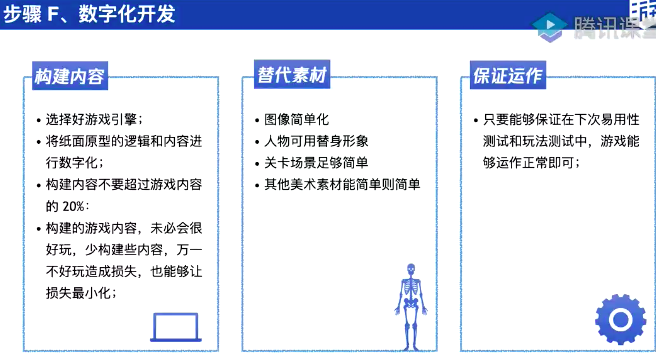 步骤 F、数字化开发
腾讯课堂
构建内容
• 选择好游戏引擎；
• 将纸面原型的逻辑和内容进
行数字化；
• 构建内容不要超过游戏内容
的 20%：
• 构建的游戏内容，未必会很
好玩，少构建些内容，万一
不好玩造成损失，也能够让
损失最小化；
替代素材
• 图像简单化
• 人物可用替身形象
• 关卡场景足够简单
• 其他美术素材能简单则简单
保证运作
• 只要能够保证在下次易用性
测试和玩法测试中，游戏能
够运作正常即可；